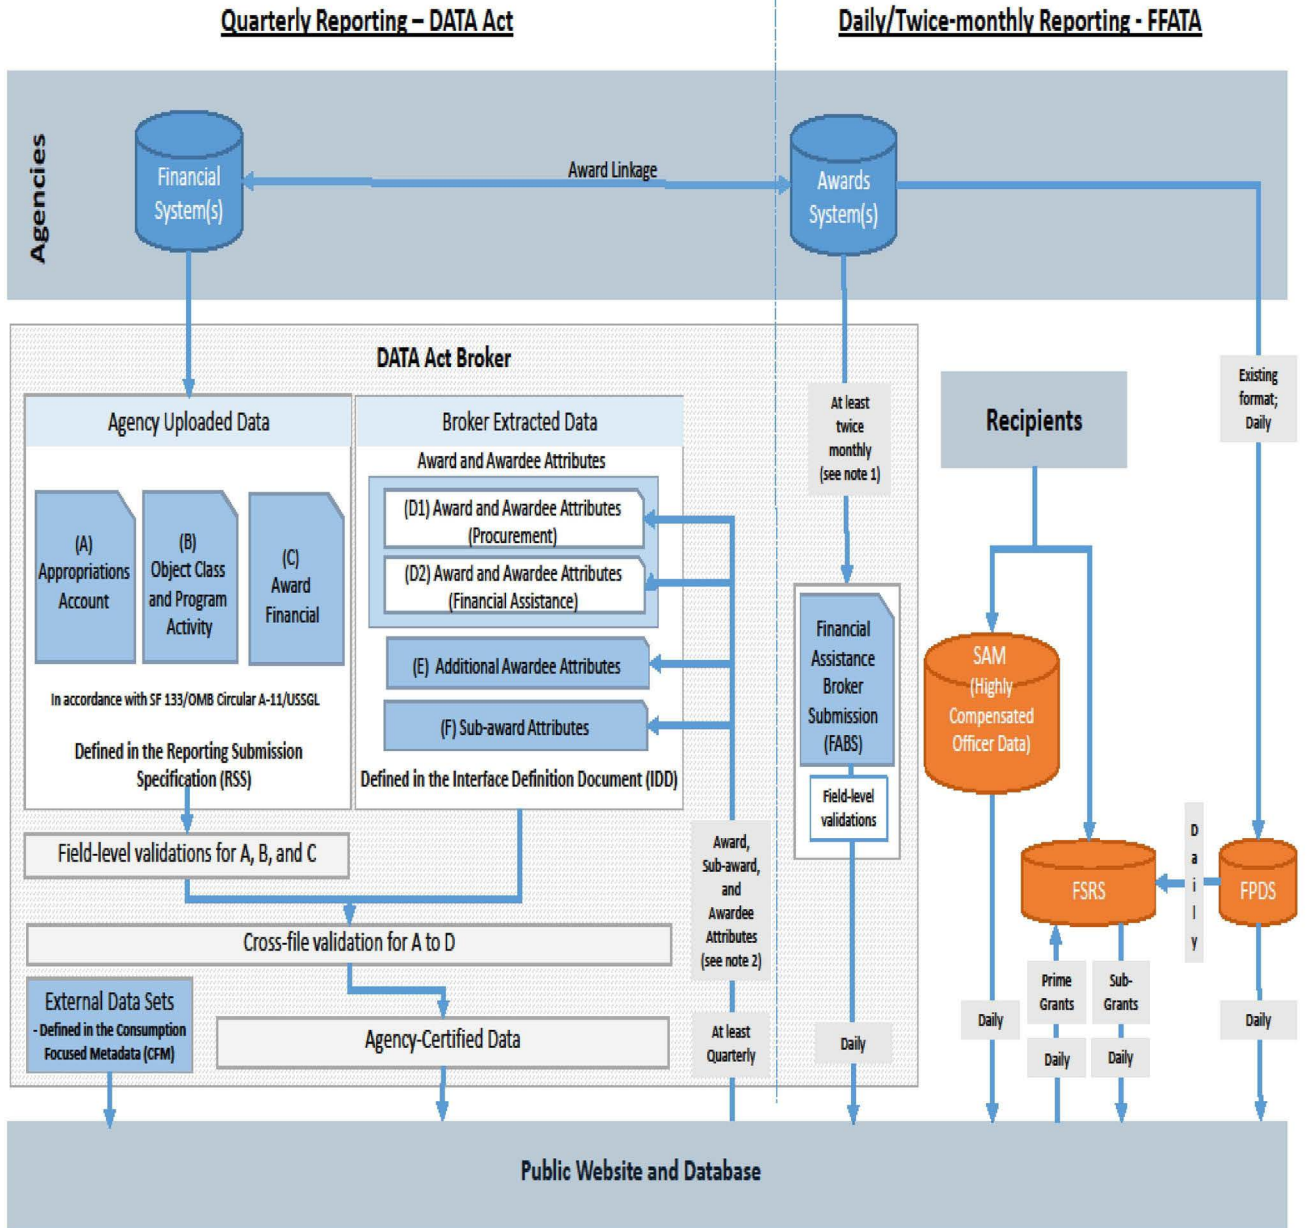 Quarterly Reporting – DATA Act
Daily/Twice-monthly Reporting - FFATA
Agencies
Financial
System(s)
Award Linkage
Awards
System(s)
DATA Act Broker
Agency Uploaded Data
(A)
Appropriations
Account
(B)
Object Class
and Program
Activity
(C)
Award
Financial
In accordance with SF 133/OMB Circular A-11/USSGL
Defined in the Reporting Submission
Specification (RSS)
Broker Extracted Data
Award and Awardee Attributes
(D1) Award and Awardee Attributes
(Procurement)
(D2) Award and Awardee Attributes
(Financial Assistance)
(E) Additional Awardee Attributes
(F) Sub-award Attributes
Defined in the Interface Definition Document (IDD)
Field-level validations for A, B, and C
Cross-file validation for A to D
External Data Sets
- Defined in the Consumption
Focused Metadata (CFM)
Agency-Certified Data
Award,
Sub-award,
and
Awardee
Attributes
(see note 2)
At least
Quarterly
At least
twice
monthly
(see note 1)
Financial
Assistance
Broker
Submission
(FABS)
Field-level
validations
Daily
Recipients
Existing
format;
Daily
SAM
(Highly
Compensated
Officer Data)
FSRS
Daily
FPDS
Daily
Prime
Grants
Daily
Sub-
Grants
Daily
Daily
Public Website and Database